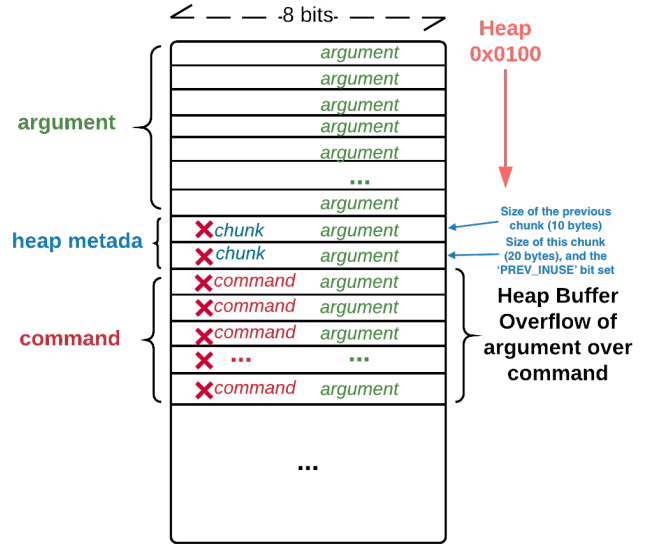 8 bits
Heap
0x0100
argument
argument
argument
argument
argument
argument
...
argument
heap metada
chunk argument
chunk argument
Size of the previous
chunk (10 bytes)
Size of this chunk
(20 bytes), and the
'PREV_INUSE' bit set
command
command argument
command argument
command argument
... ...
command argument
Heap Buffer
Overflow of
argument over
command
...